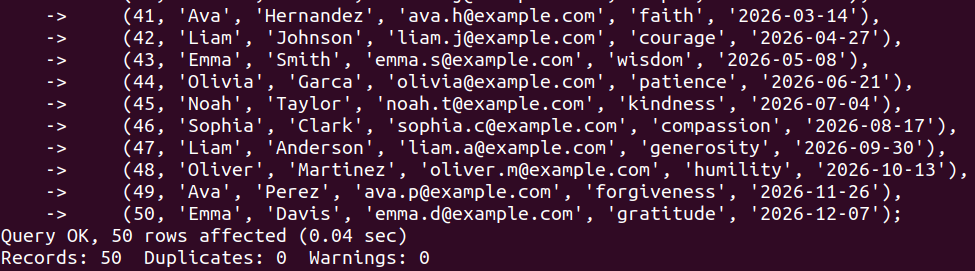 -> (41, 'Ava', 'Hernandez', 'ava.h@example.com', 'faith', '2026-03-14'),
-> (42, 'Liam', 'Johnson', 'liam.j@example.com', 'courage', '2026-04-27'),
-> (43, 'Emma', 'Smith', 'emma.s@example.com', 'wisdom', '2026-05-08'),
-> (44, 'Olivia', 'Garca', 'olivia@example.com', 'patience', '2026-06-21'),
-> (45, 'Noah', 'Taylor', 'noah.t@example.com', 'kindness', '2026-07-04'),
-> (46, 'Sophia', 'Clark', 'sophia.c@example.com', 'compassion', '2026-08-17'),
-> (47, 'Liam', 'Anderson', 'liam.a@example.com', 'generosity', '2026-09-30'),
-> (48, 'Oliver', 'Martinez', 'oliver.m@example.com', 'humility', '2026-10-13'),
-> (49, 'Ava', 'Perez', 'ava.p@example.com', 'forgiveness', '2026-11-26'),
-> (50, 'Emma', 'Davis', 'emma.d@example.com', 'gratitude', '2026-12-07');
Query OK, 50 rows affected (0.04 sec)
Records: 50  Duplicates: 0  Warnings: 0